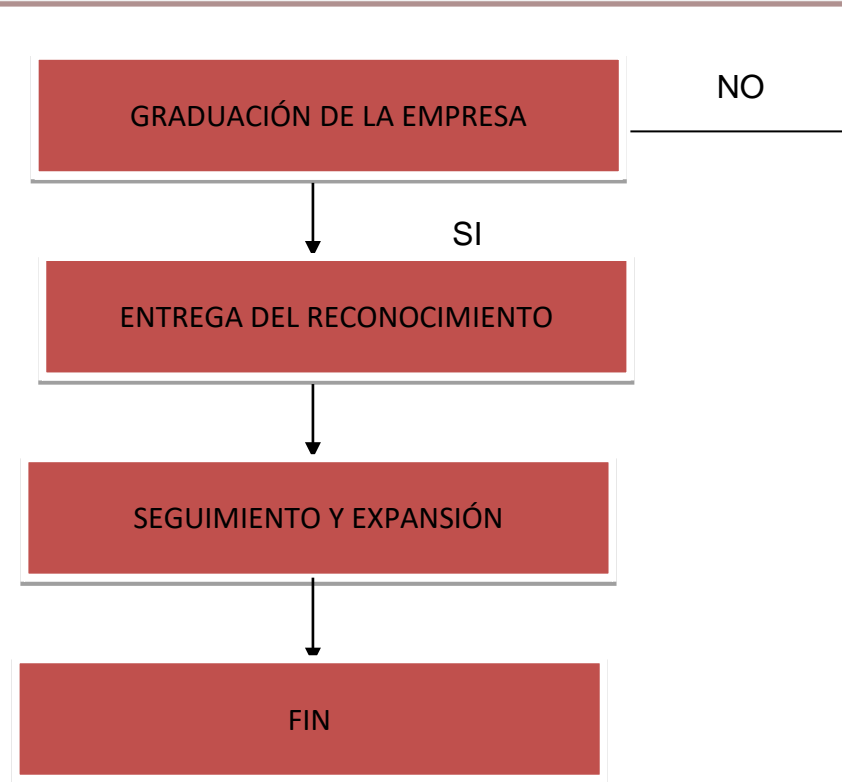 GRADUACIÓN DE LA EMPRESA
NO
SI
ENTREGA DEL RECONOCIMIENTO
SEGUIMIENTO Y EXPANSIÓN
FIN